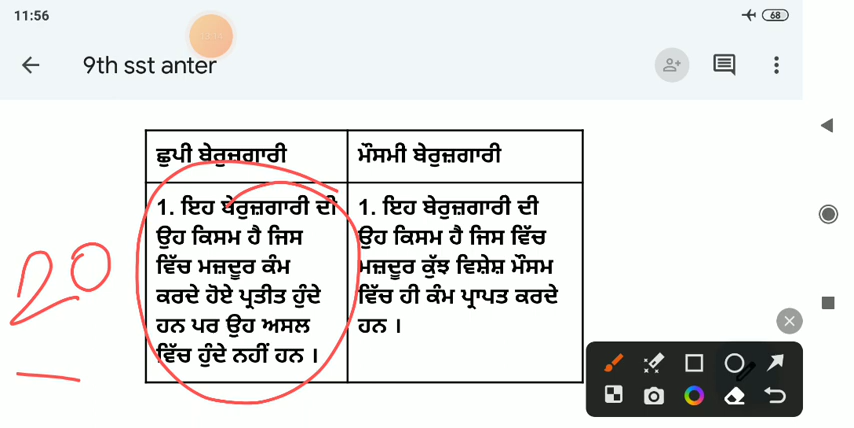 11:56
68
9th sst anter
ਛੁਪੀ ਬੇਰੁਜ਼ਗਾਰੀ
ਮੌਸਮੀ ਬੇਰੁਜ਼ਗਾਰੀ
1. ਇਹ ਬੇਰੁਜ਼ਗਾਰੀ ਦੀ
ਉਹ ਕਿਸਮ ਹੈ ਜਿਸ
ਵਿੱਚ ਮਜ਼ਦੂਰ ਕੰਮ
ਕਰਦੇ ਹੋਏ ਪ੍ਰਤੀਤ ਹੁੰਦੇ
ਹਨ ਪਰ ਉਹ ਅਸਲ
ਵਿੱਚ ਹੁੰਦੇ ਨਹੀਂ ਹਨ ।
1. ਇਹ ਬੇਰੁਜ਼ਗਾਰੀ ਦੀ
ਉਹ ਕਿਸਮ ਹੈ ਜਿਸ ਵਿੱਚ
ਮਜ਼ਦੂਰ ਕੁੱਝ ਵਿਸ਼ੇਸ਼ ਮੌਸਮ
ਵਿੱਚ ਹੀ ਕੰਮ ਪ੍ਰਾਪਤ ਕਰਦੇ
ਹਨ ।
20